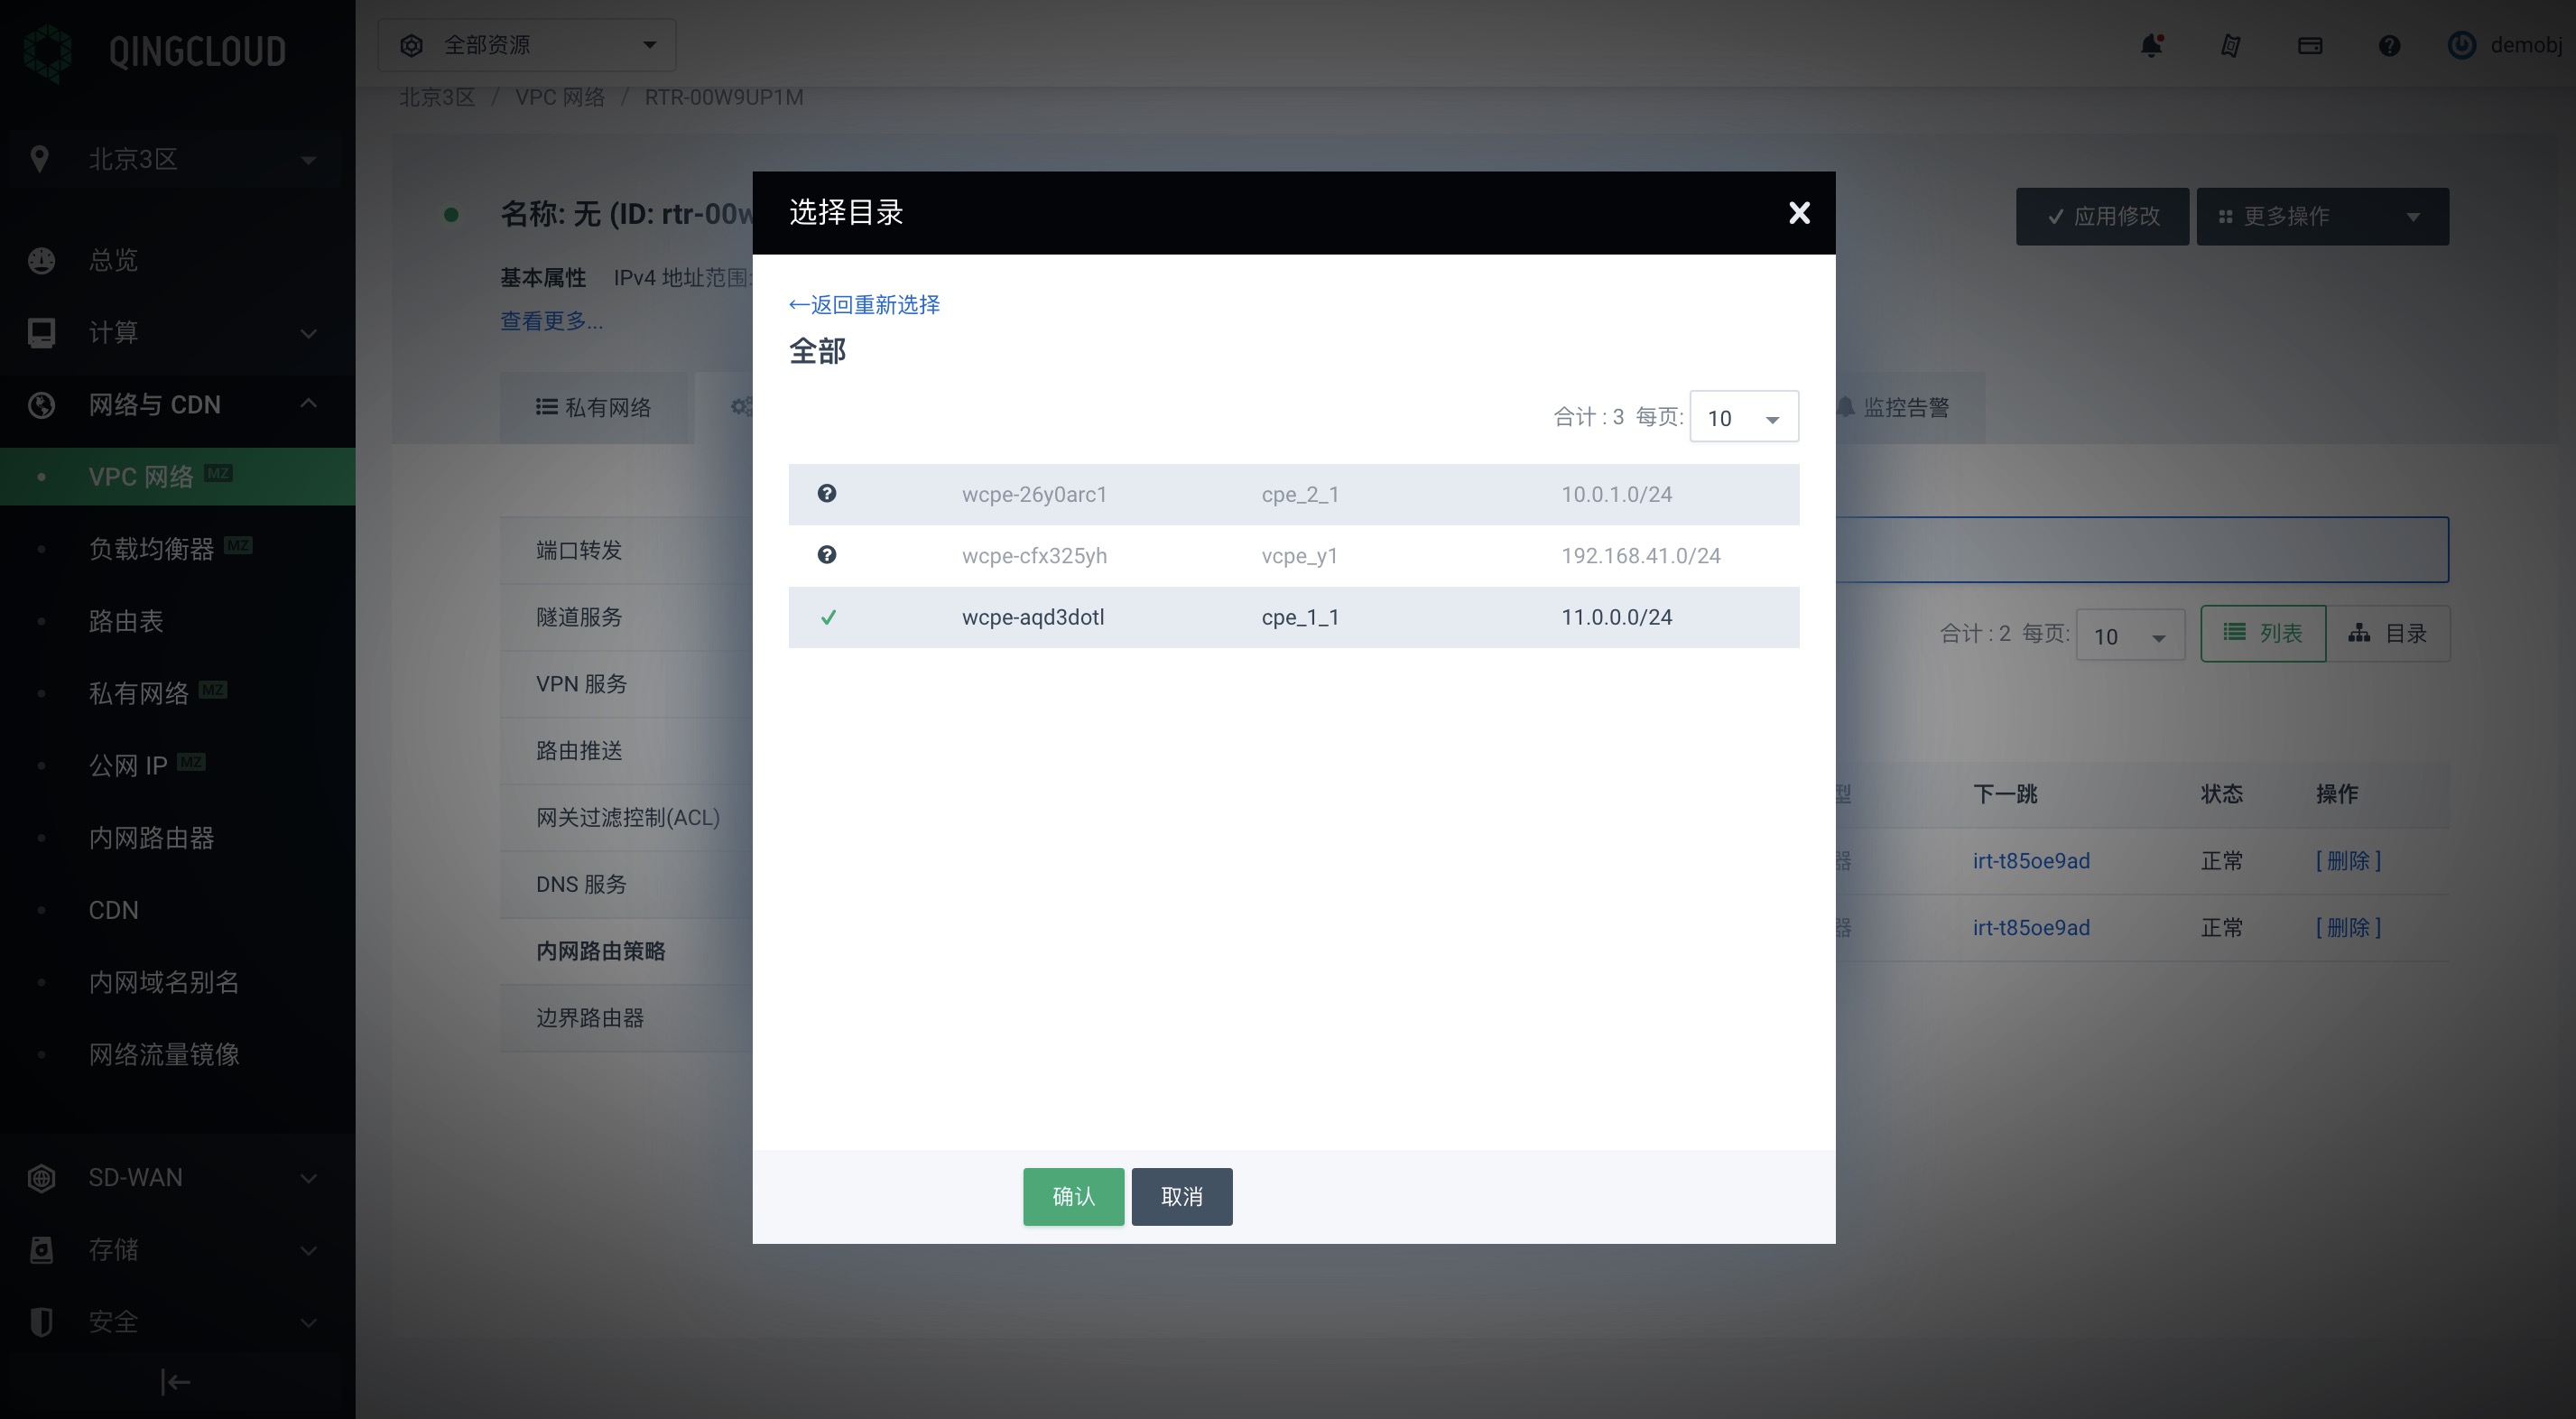 QINGCLOUD
全部资源
demobj
北京3区 / VPC 网络 / RTR-00W9UP1M
北京3区
总览
计算
网络与 CDN
VPC 网络 MZ
负载均衡器 MZ
路由表
私有网络 MZ
公网 IP MZ
内网路由器
CDN
内网域名别名
网络流量镜像
SD-WAN
存储
安全
名称: 无 (ID: rtr-00w
应用修改
更多操作
基本属性 IPv4 地址范围:
查看更多...
私有网络
监控告警
端口转发
隧道服务
VPN 服务
路由推送
网关过滤控制(ACL)
DNS 服务
内网路由策略
边界路由器
合计 : 2 每页: 10
列表
目录
型 下一跳 状态 操作
器 irt-t85oe9ad 正常 [ 删除 ]
器 irt-t85oe9ad 正常 [ 删除 ]
选择目录
←返回重新选择
全部
合计 : 3 每页: 10
wcpe-26y0arc1 cpe_2_1 10.0.1.0/24
wcpe-cfx325yh vcpe_y1 192.168.41.0/24
wcpe-aqd3dotl cpe_1_1 11.0.0.0/24
确认
取消